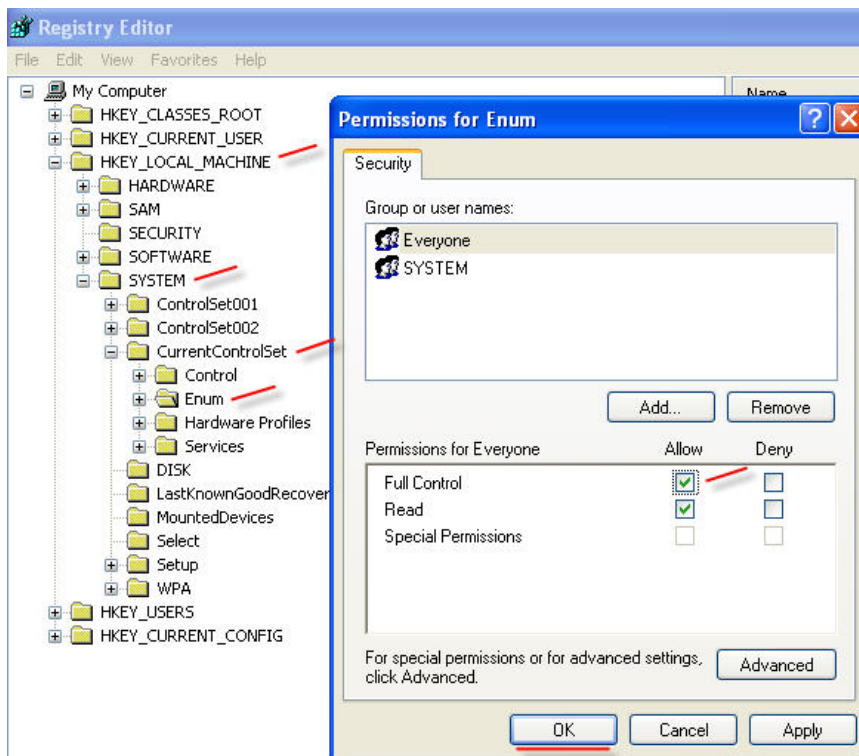 Registry Editor
File Edit View Favorites Help
My Computer
HKEY_CLASSES_ROOT
HKEY_CURRENT_USER
HKEY_LOCAL_MACHINE
HARDWARE
SAM
SECURITY
SOFTWARE
SYSTEM
ControlSet001
ControlSet002
CurrentControlSet
Control
Enum
Hardware Profiles
Services
DISK
LastKnownGoodRecover
MountedDevices
Select
Setup
WPA
HKEY_USERS
HKEY_CURRENT_CONFIG
Name
Permissions for Enum
Security
Group or user names:
Everyone
SYSTEM
Add... Remove
Permissions for Everyone Allow Deny
Full Control
Read
Special Permissions
For special permissions or for advanced settings,
click Advanced.
Advanced
OK Cancel Apply